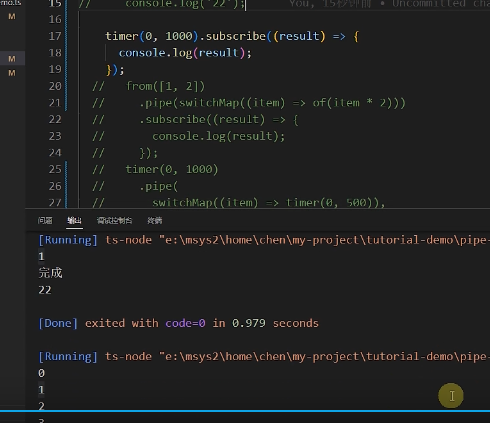 mo.ts
M
M
M
15 // console.log('22'); You, 15秒钟前 • Uncommitted cha
16
17 timer(0, 1000).subscribe((result) => {
18 console.log(result);
19 });
20 // from([1, 2])
21 // .pipe(switchMap((item) => of(item * 2)))
22 // .subscribe((result) => {
23 // console.log(result);
24 // });
25 // timer(0, 1000)
26 // .pipe(
27 // switchMap((item) => timer(0, 500)),
问题 输出 调试控制台 终端
[Running] ts-node "e:\msys2\home\chen\my-project\tutorial-demo\pipe-
1
完成
22
[Done] exited with code=0 in 0.979 seconds
[Running] ts-node "e:\msys2\home\chen\my-project\tutorial-demo\pipe-
0
1
2
3